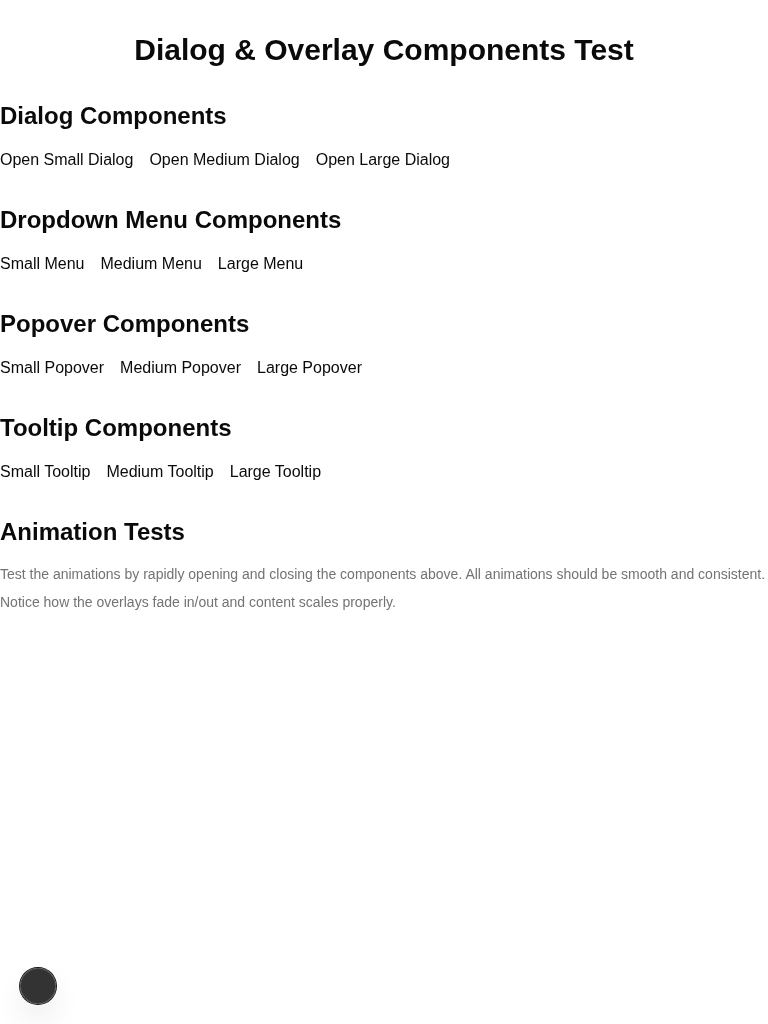 Dialog & Overlay Components Test
Dialog Components
Open Small Dialog Open Medium Dialog Open Large Dialog
Dropdown Menu Components
Small Menu Medium Menu Large Menu
Popover Components
Small Popover Medium Popover Large Popover
Tooltip Components
Small Tooltip Medium Tooltip Large Tooltip
Animation Tests
Test the animations by rapidly opening and closing the components above. All animations should be smooth and consistent.
Notice how the overlays fade in/out and content scales properly.